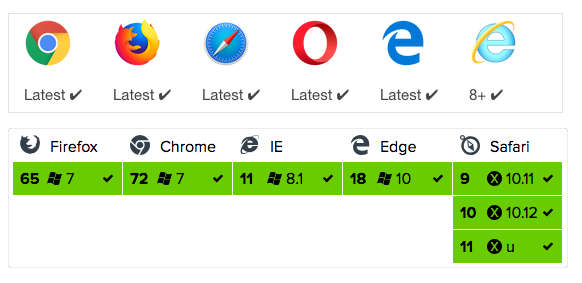 Latest ✔ Latest ✔ Latest ✔ Latest ✔ Latest ✔ 8+ ✔
Firefox Chrome IE Edge Safari
65 7 ✔ 72 7 ✔ 11 8.1 ✔ 18 10 ✔ 9 X 10.11 ✔
10 X 10.12 ✔
11 X u ✔